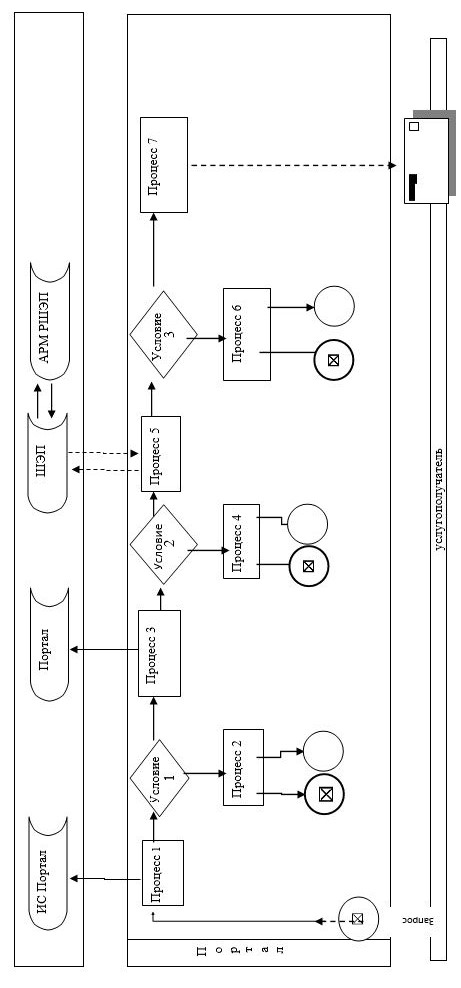 ИС Портал
Портал
ШЭП
АРМ РШЭП
Портал
Процесс 1
Условие
1
Процесс 2
Процесс 3
Условие
2
Процесс 4
Процесс 5
Условие
3
Процесс 6
Процесс 7
Запрос
услугополучатель